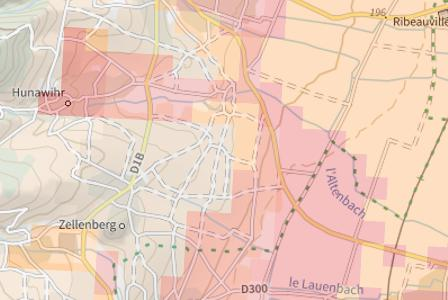 196
Ribeauvillé
Hunawihr
D1B
l'Altenbach
Zellenberg
D300
le Lauenbach